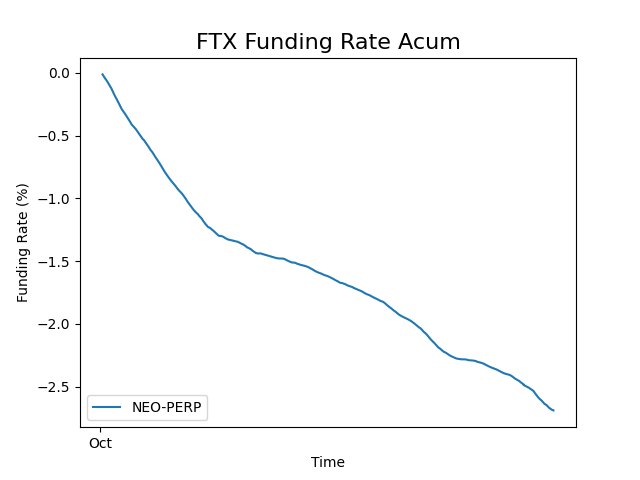 FTX Funding Rate Acum
0.0
−0.5
−1.0
−1.5
−2.0
−2.5
Funding Rate (%)
NEO-PERP
Oct
Time